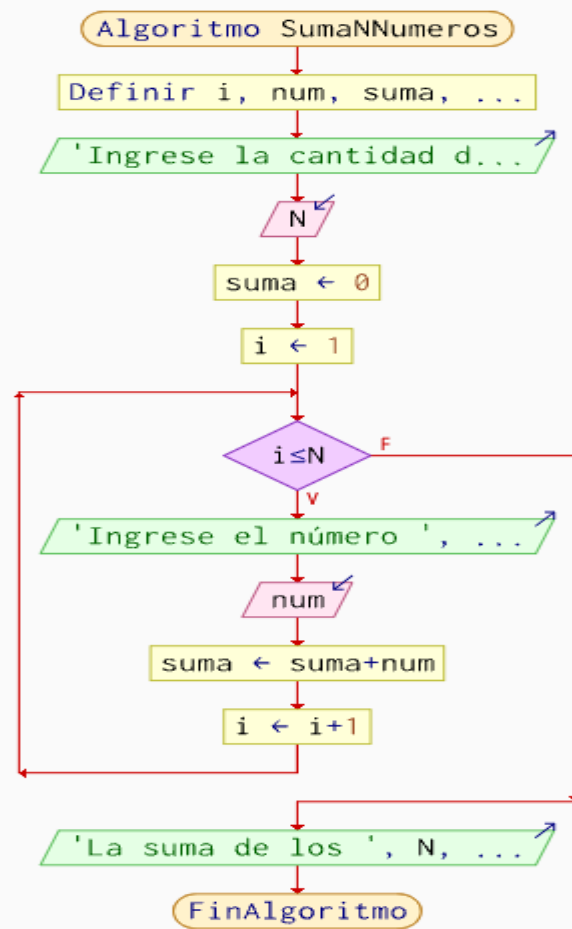 Algoritmo SumaNNumeros
Definir i, num, suma, ...
'Ingrese la cantidad d...
N
suma ← 0
i ← 1
i≤N
F
V
'Ingrese el número ', ...
num
suma ← suma+num
i ← i+1
'La suma de los ', N, ...
FinAlgoritmo